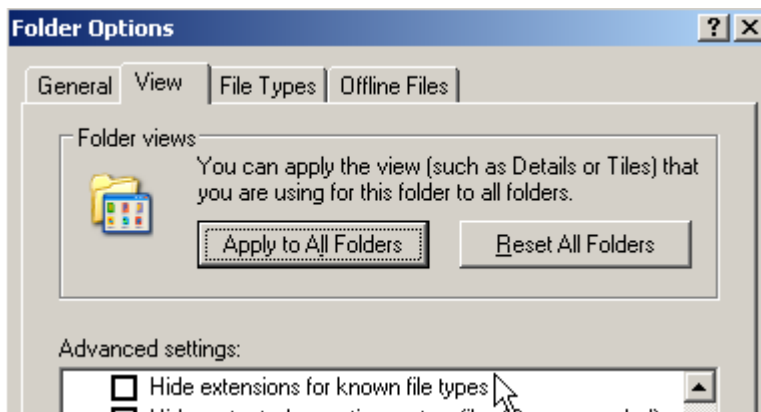 Folder Options
General View File Types Offline Files
Folder views
You can apply the view (such as Details or Tiles) that
you are using for this folder to all folders.
Apply to All Folders Reset All Folders
Advanced settings:
Hide extensions for known file types